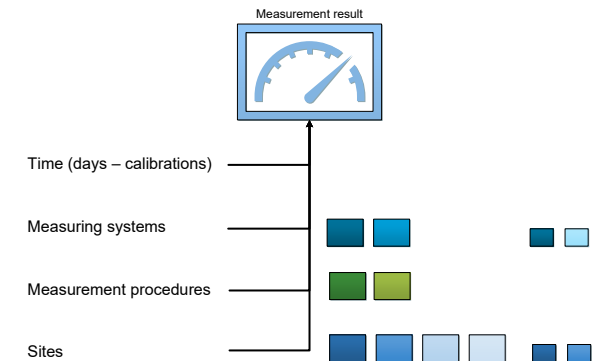 Measurement result
Time (days – calibrations)
Measuring systems
Measurement procedures
Sites